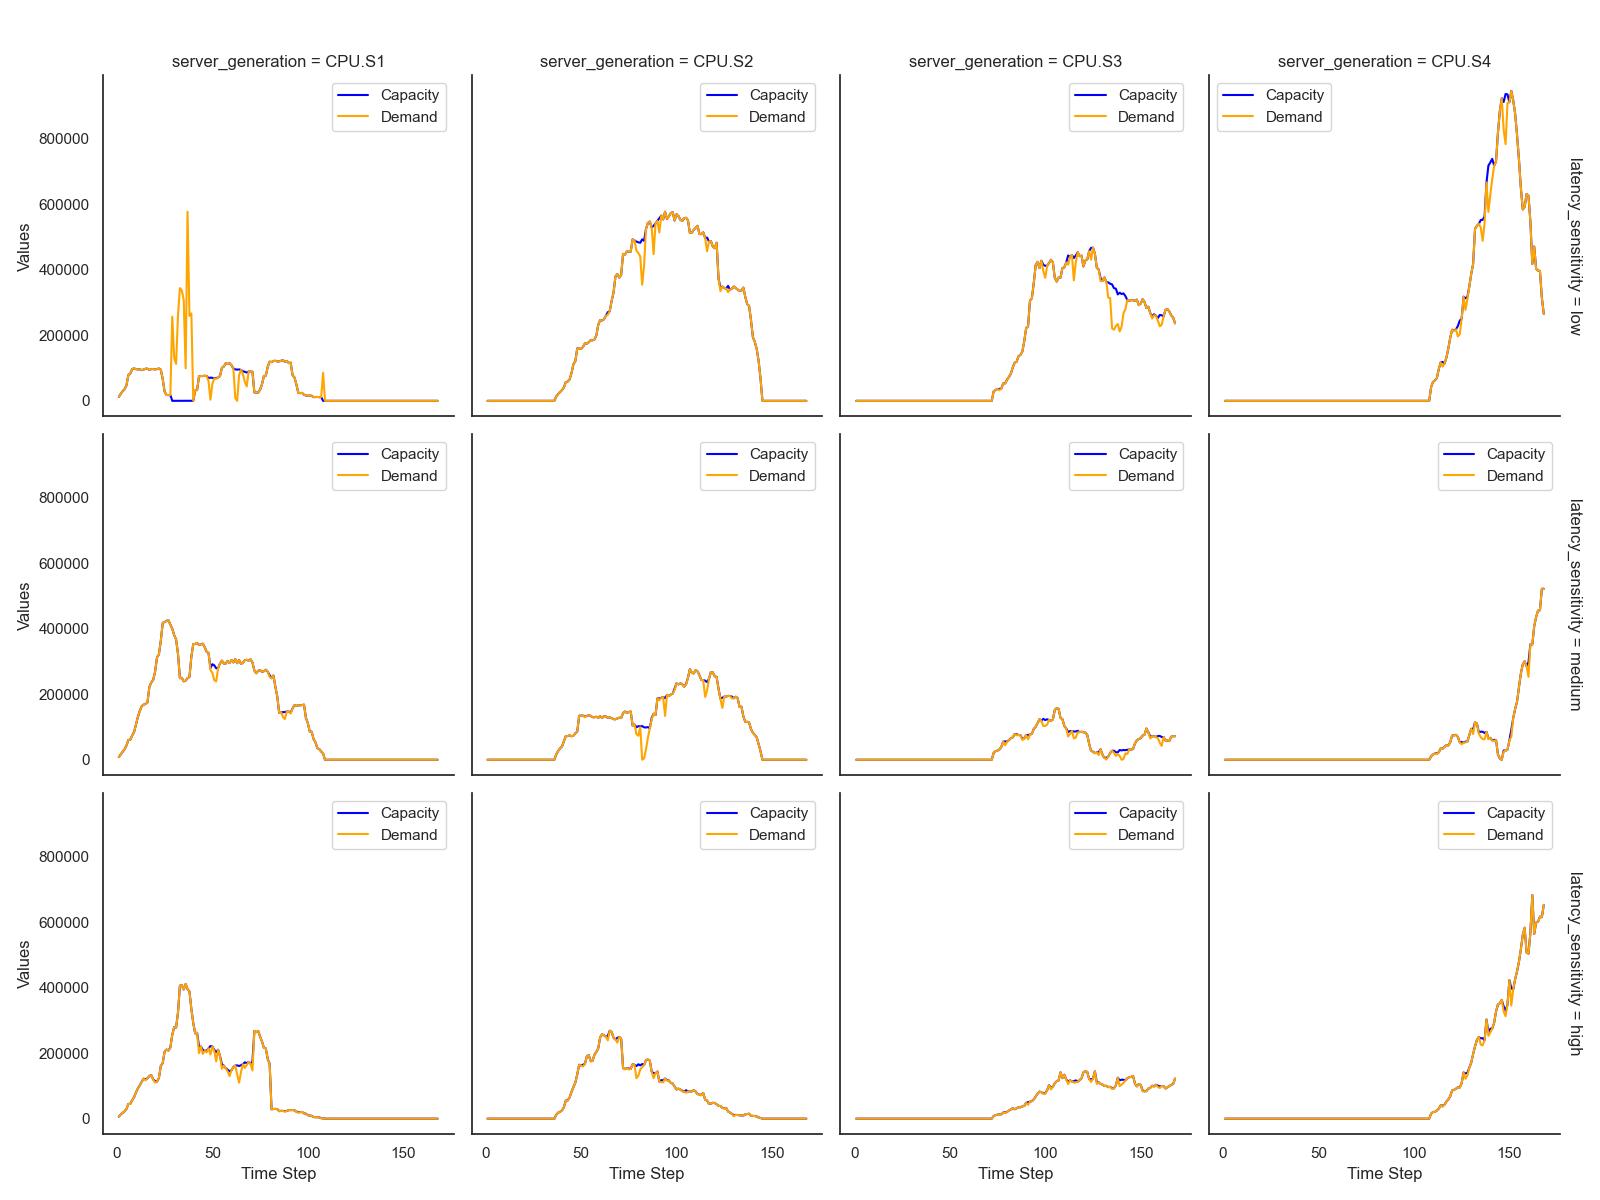 server_generation = CPU.S1
server_generation = CPU.S2
server_generation = CPU.S3
server_generation = CPU.S4
Capacity
Demand
Capacity
Demand
Capacity
Demand
Capacity
Demand
800000
600000
400000
200000
0
Values
latency_sensitivity = low
Capacity
Demand
Capacity
Demand
Capacity
Demand
Capacity
Demand
800000
600000
400000
200000
0
Values
latency_sensitivity = medium
Capacity
Demand
Capacity
Demand
Capacity
Demand
Capacity
Demand
800000
600000
400000
200000
0
Values
latency_sensitivity = high
0 50 100 150
0 50 100 150
0 50 100 150
0 50 100 150
Time Step
Time Step
Time Step
Time Step